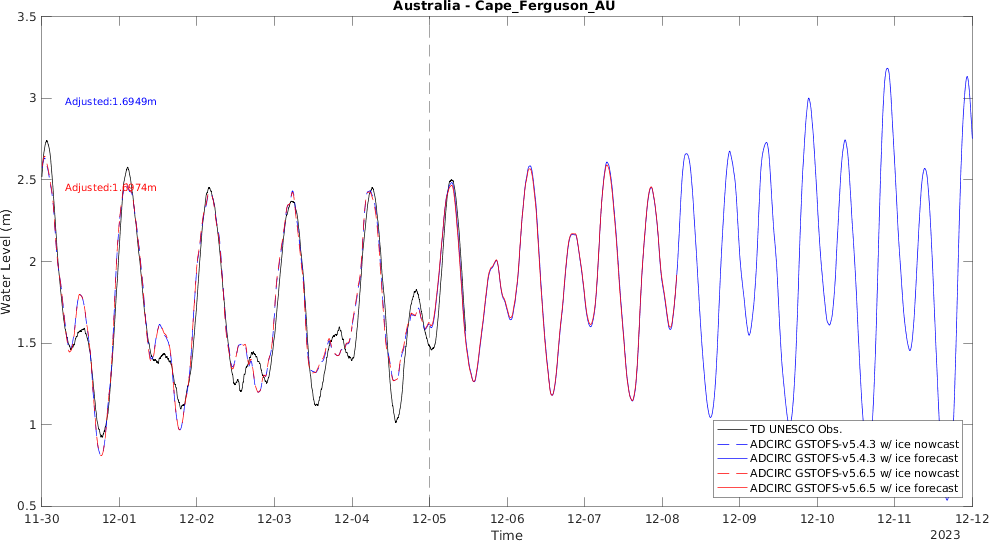 Australia - Cape_Ferguson_AU
3.5
3
2.5
2
1.5
1
0.5
Water Level (m)
Adjusted:1.6949m
Adjusted:1.6974m
TD UNESCO Obs.
ADCIRC GSTOFS-v5.4.3 w/ ice nowcast
ADCIRC GSTOFS-v5.4.3 w/ ice forecast
ADCIRC GSTOFS-v5.6.5 w/ ice nowcast
ADCIRC GSTOFS-v5.6.5 w/ ice forecast
11-30 12-01 12-02 12-03 12-04 12-05 12-06 12-07 12-08 12-09 12-10 12-11 12-12
Time
2023